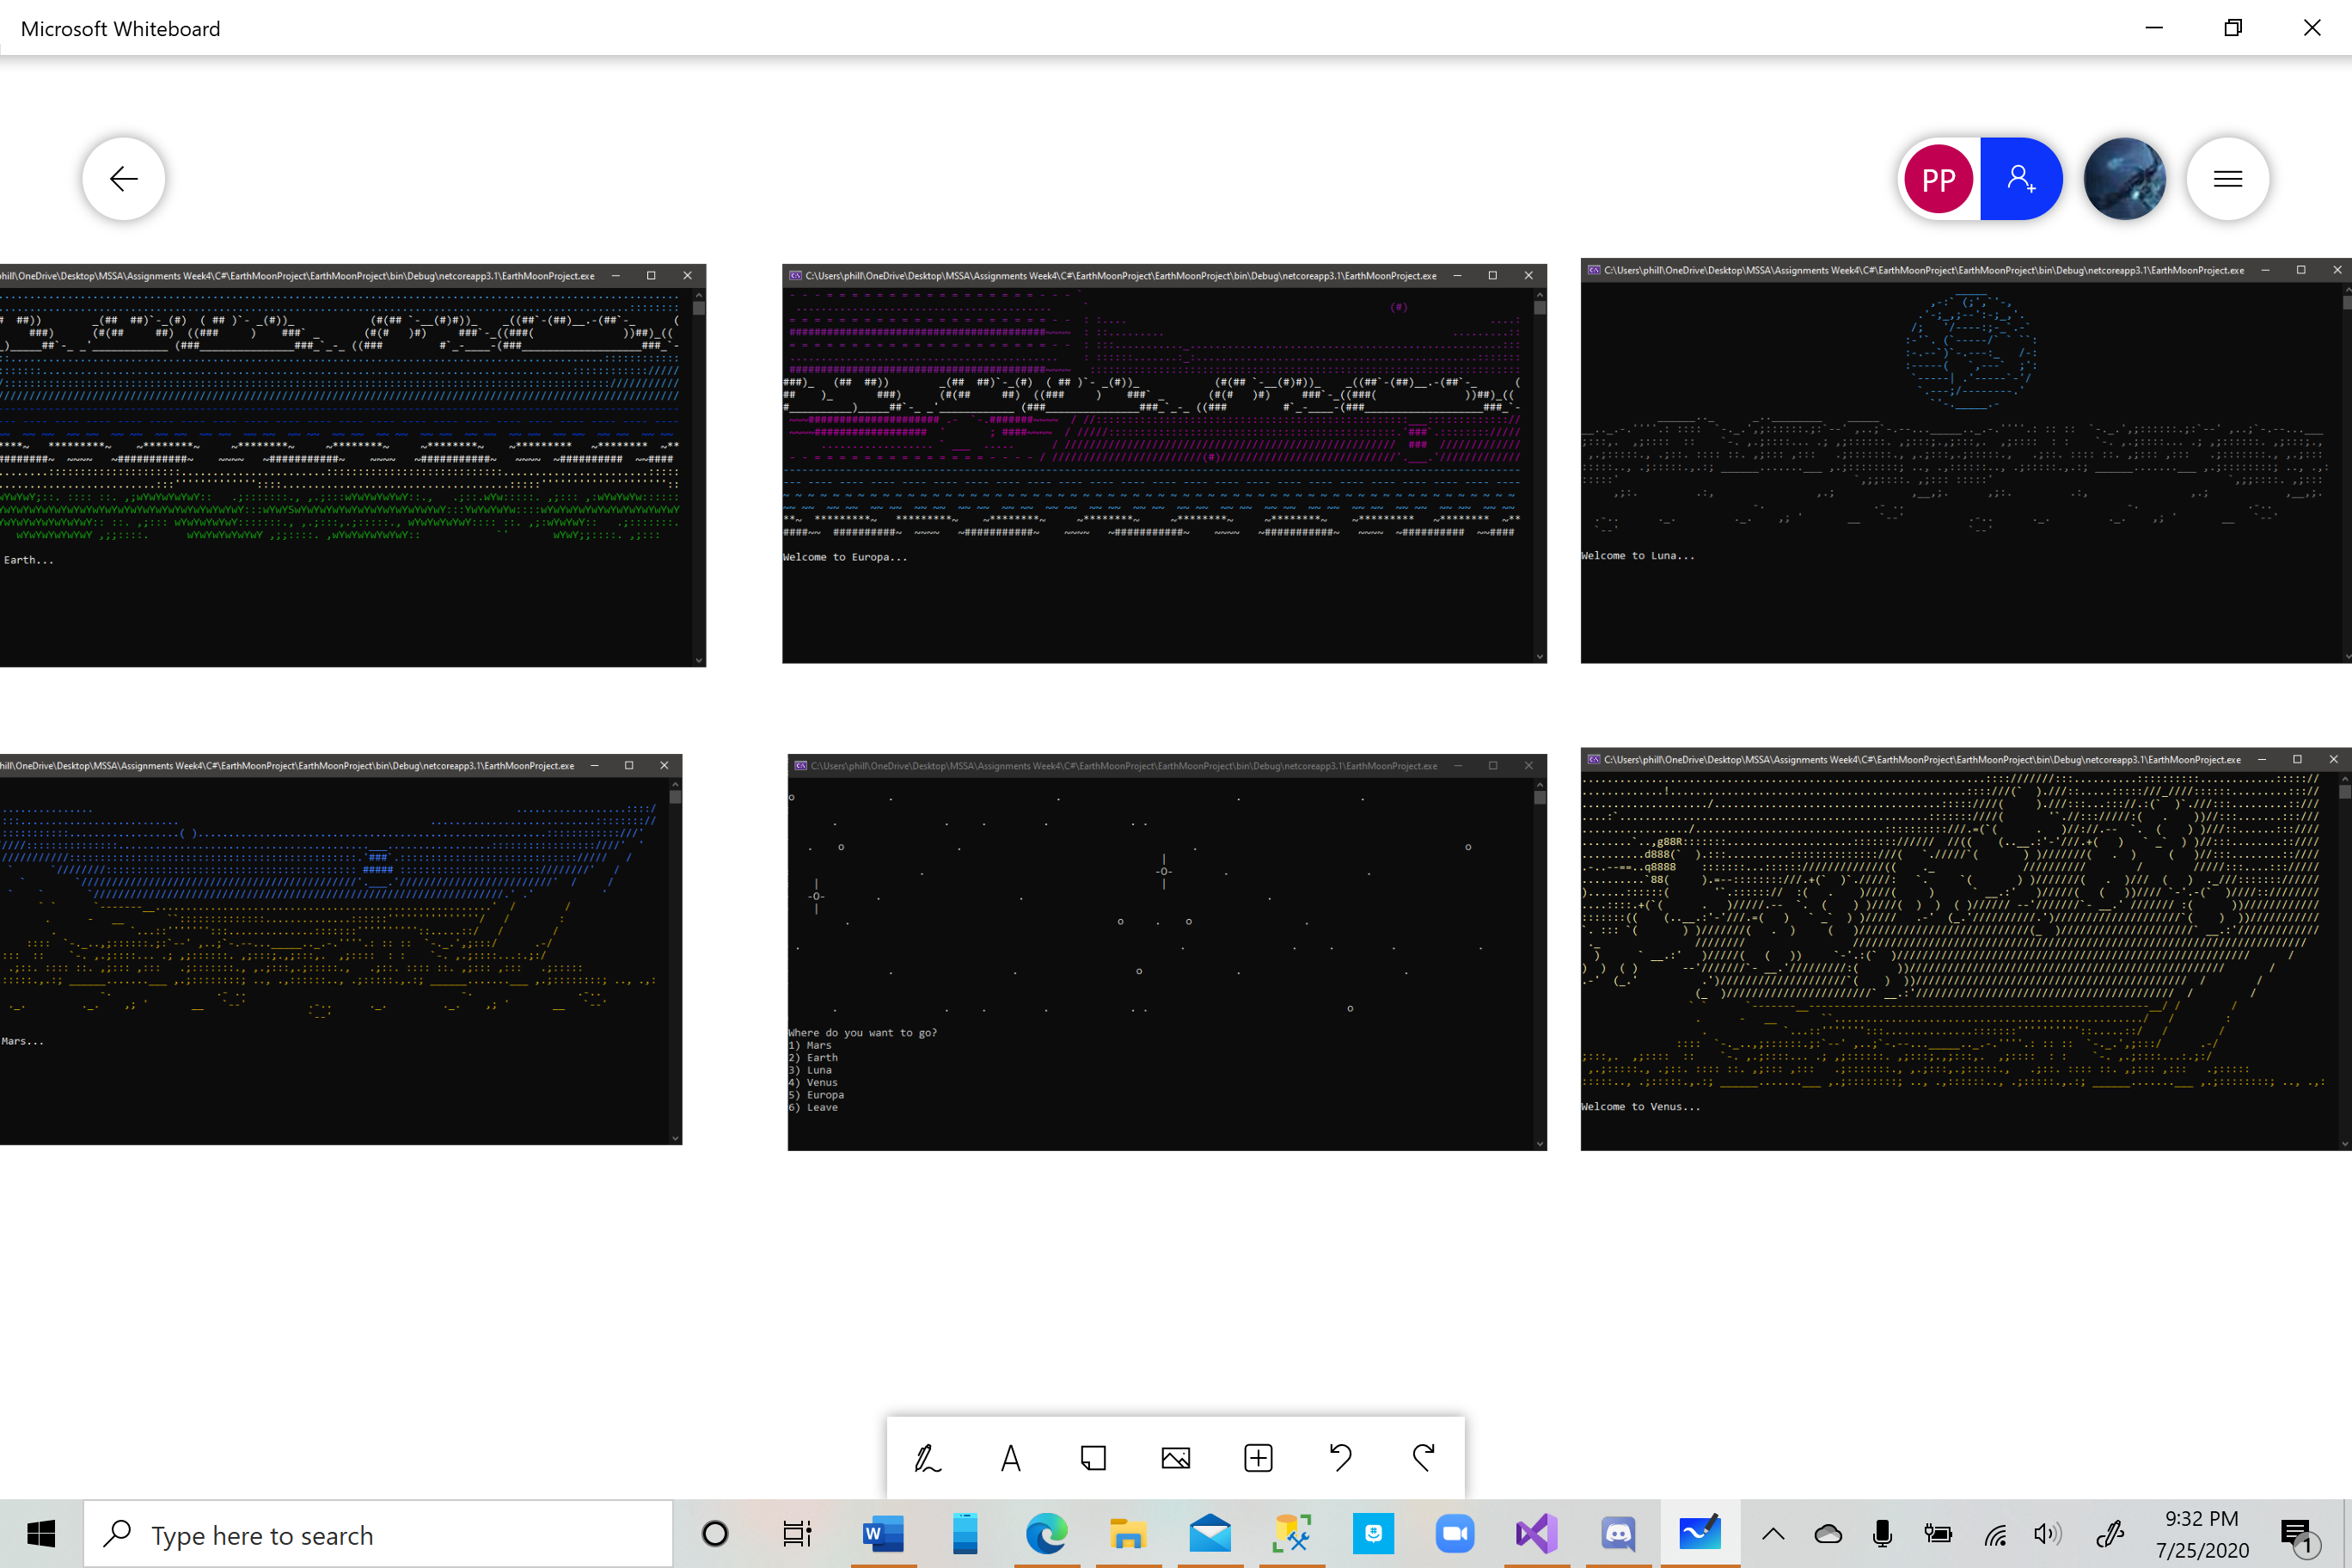 Microsoft Whiteboard
PP
hill\OneDrive\Desktop\MSSA\Assignments Week4\C#\EarthMoonProject\EarthMoonProject\bin\Debug\netcoreapp3.1\EarthMoonProject.exe
C:\Users\phill\OneDrive\Desktop\MSSA\Assignments Week4\C#\EarthMoonProject\EarthMoonProject\bin\Debug\netcoreapp3.1\EarthMoonProject.exe
C:\Users\phill\OneDrive\Desktop\MSSA\Assignments Week4\C#\EarthMoonProject\EarthMoonProject\bin\Debug\netcoreapp3.1\EarthMoonProject.exe
Earth...
Welcome to Europa...
Welcome to Luna...
hill\OneDrive\Desktop\MSSA\Assignments Week4\C#\EarthMoonProject\EarthMoonProject\bin\Debug\netcoreapp3.1\EarthMoonProject.exe
C:\Users\phill\OneDrive\Desktop\MSSA\Assignments Week4\C#\EarthMoonProject\EarthMoonProject\bin\Debug\netcoreapp3.1\EarthMoonProject.exe
C:\Users\phill\OneDrive\Desktop\MSSA\Assignments Week4\C#\EarthMoonProject\EarthMoonProject\bin\Debug\netcoreapp3.1\EarthMoonProject.exe
Mars...
Where do you want to go?
1) Mars
2) Earth
3) Luna
4) Venus
5) Europa
6) Leave
Welcome to Venus...
Type here to search
9:32 PM
7/25/2020
1